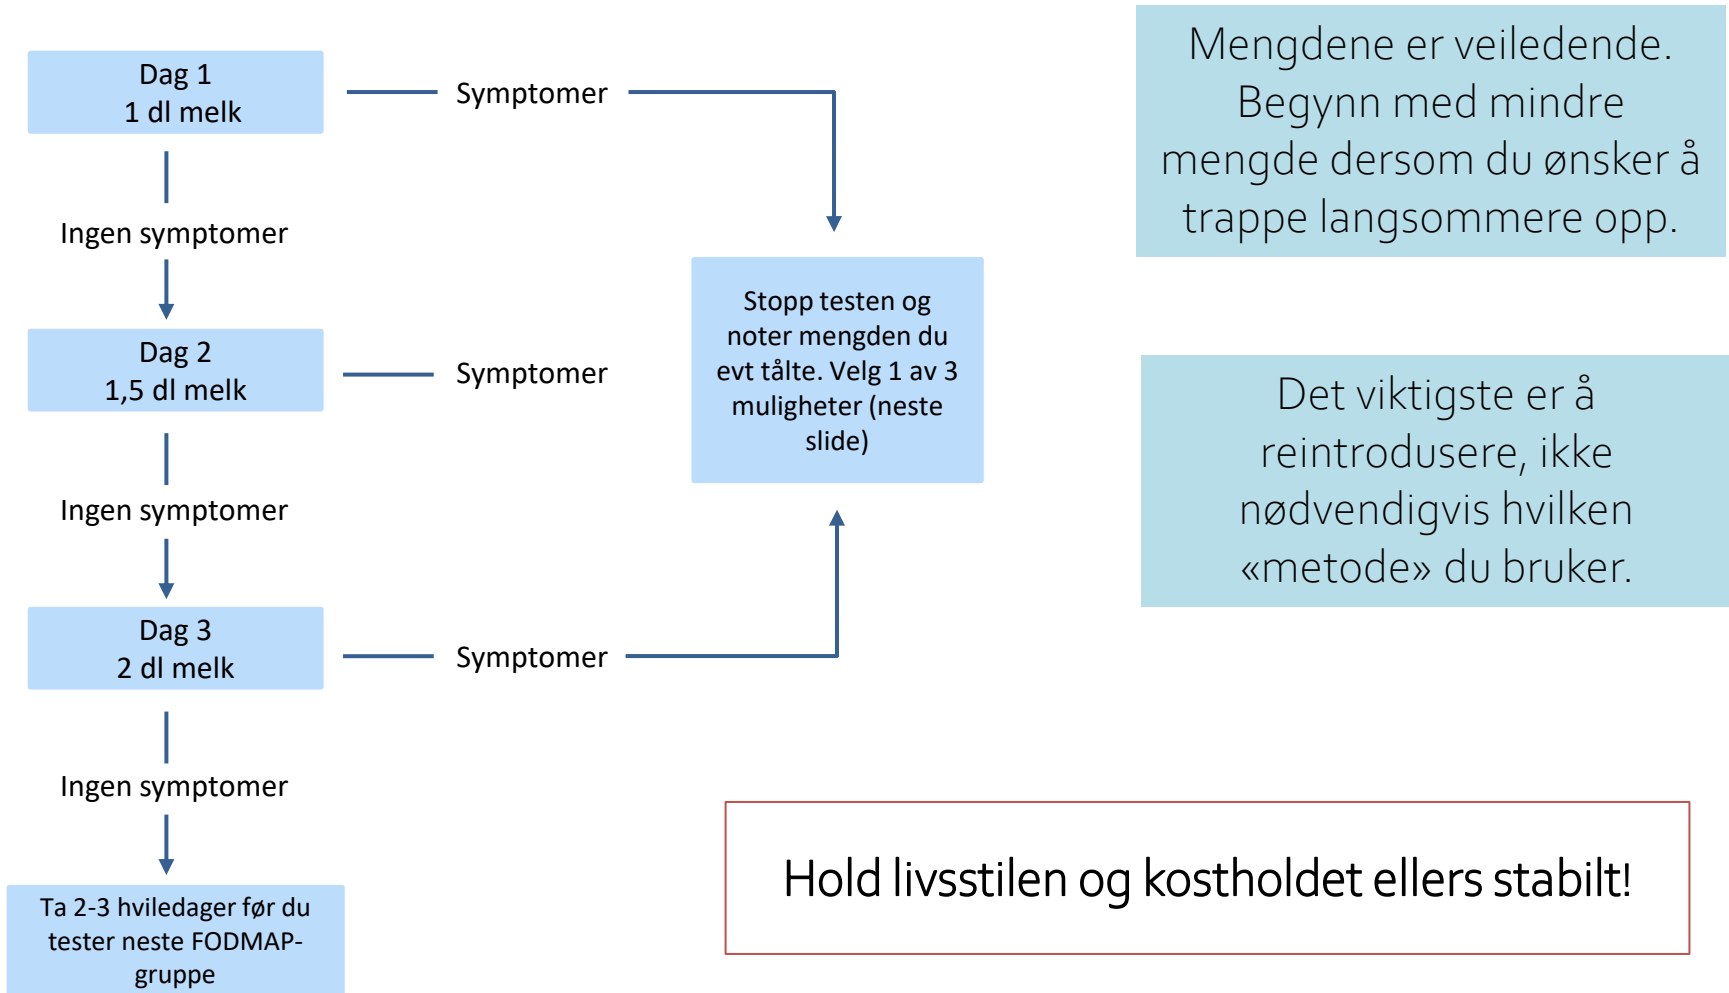 Dag 1
1 dl melk
Symptomer
Ingen symptomer
Dag 2
1,5 dl melk
Symptomer
Ingen symptomer
Dag 3
2 dl melk
Symptomer
Ingen symptomer
Ta 2-3 hviledager før du
tester neste FODMAP-
gruppe
Stopp testen og
noter mengden du
evt tålte. Velg 1 av 3
muligheter (neste
slide)
Mengdene er veiledende.
Begynn med mindre
mengde dersom du ønsker å
trappe langsommere opp.
Det viktigste er å
reintrodusere, ikke
nødvendigvis hvilken
«metode» du bruker.
Hold livsstilen og kostholdet ellers stabilt!